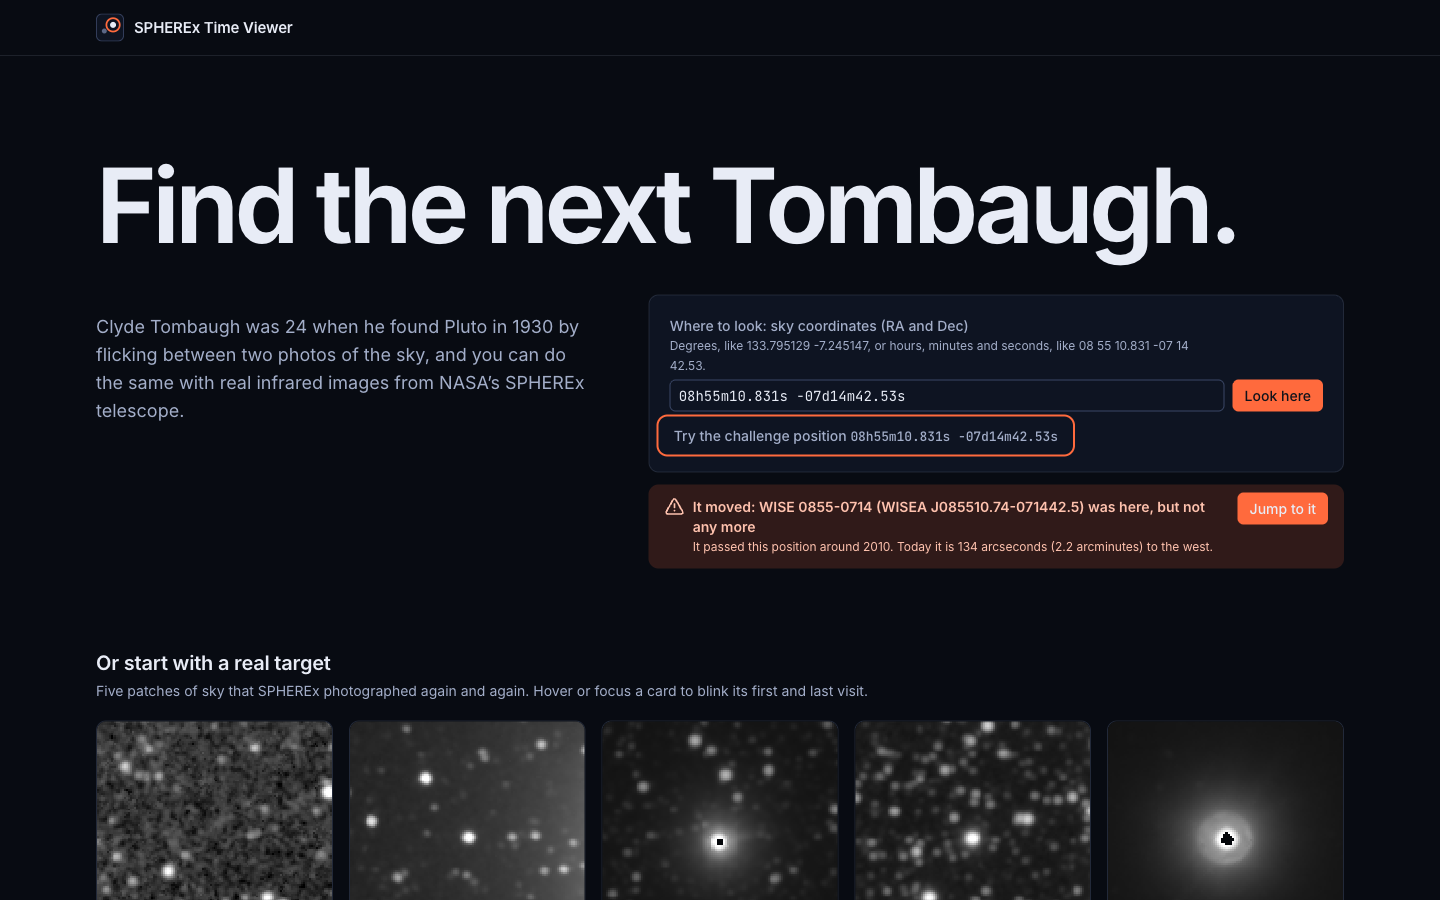 SPHEREx Time Viewer
Find the next Tombaugh.
Clyde Tombaugh was 24 when he found Pluto in 1930 by
flicking between two photos of the sky, and you can do
the same with real infrared images from NASA’s SPHEREx
telescope.
Where to look: sky coordinates (RA and Dec)
Degrees, like 133.795129 -7.245147, or hours, minutes and seconds, like 08 55 10.831 -07 14
42.53.
08h55m10.831s -07d14m42.53s
Look here
Try the challenge position 08h55m10.831s -07d14m42.53s
It moved: WISE 0855-0714 (WISEA J085510.74-071442.5) was here, but not
any more
Jump to it
It passed this position around 2010. Today it is 134 arcseconds (2.2 arcminutes) to the west.
Or start with a real target
Five patches of sky that SPHEREx photographed again and again. Hover or focus a card to blink its first and last visit.